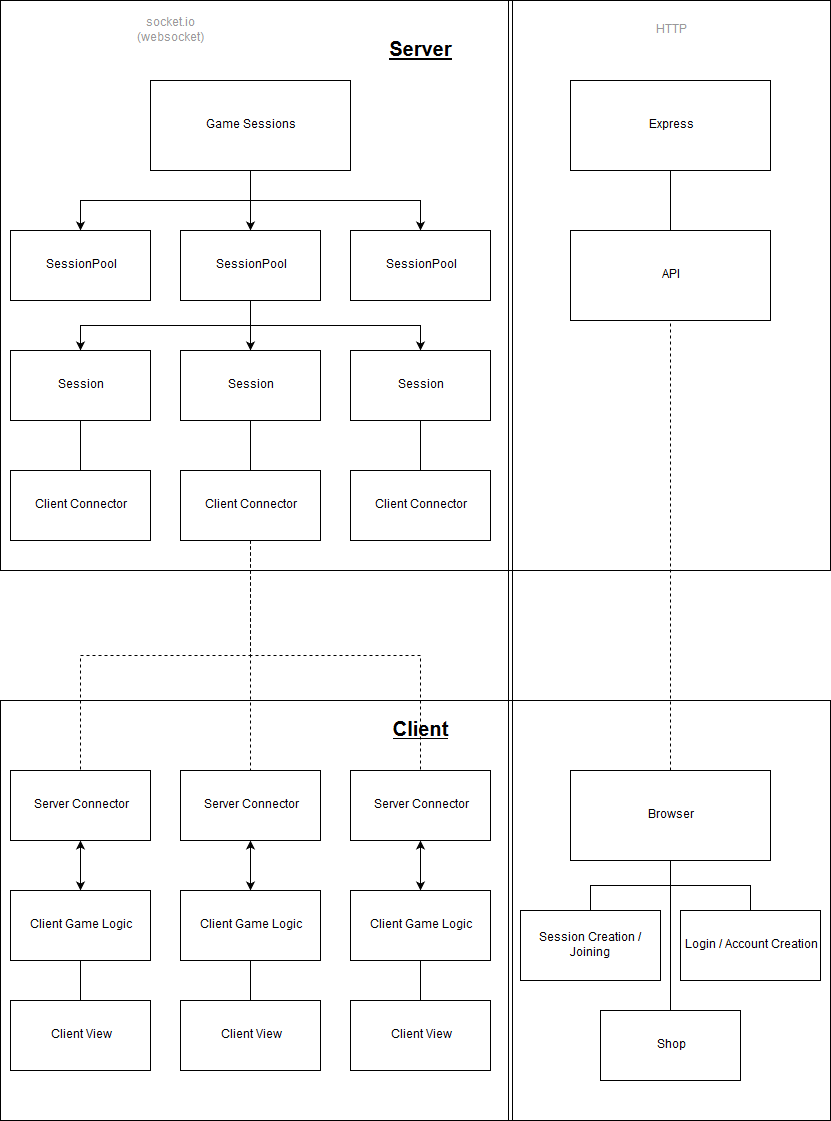 socket.io
(websocket)
Server
HTTP
Game Sessions
Express
SessionPool
SessionPool
SessionPool
API
Session
Session
Session
Client Connector
Client Connector
Client Connector
Client
Server Connector
Server Connector
Server Connector
Browser
Client Game Logic
Client Game Logic
Client Game Logic
Session Creation /
Joining
Login / Account Creation
Client View
Client View
Client View
Shop